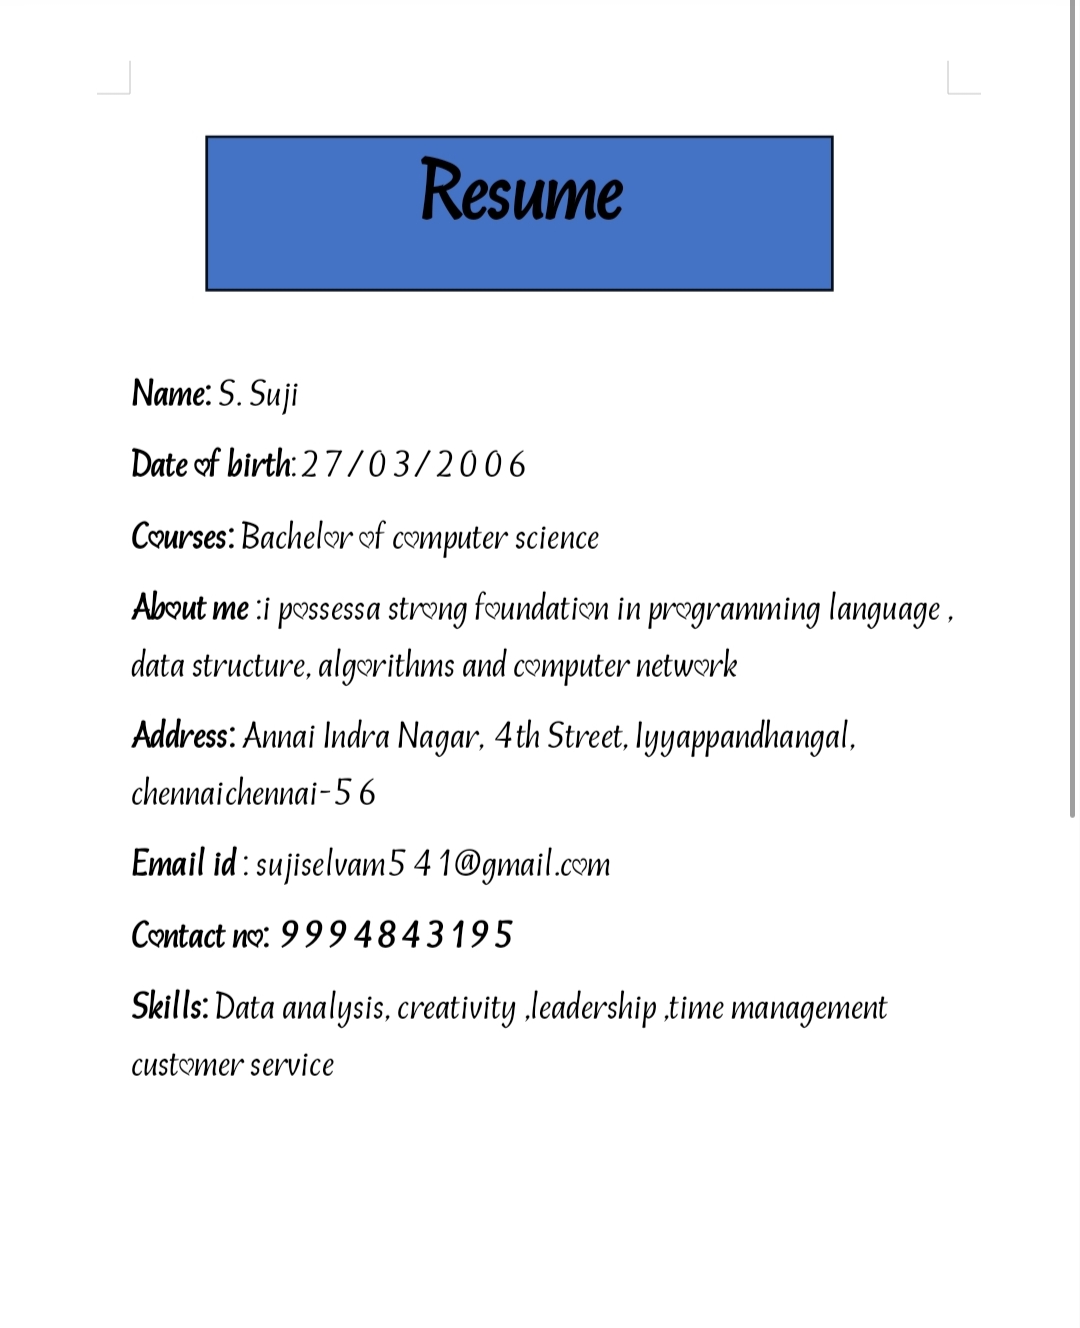 Resume
Name: S. Suji
Date of birth: 27/03/2006
Courses: Bachelor of computer science
About me :i possessa strong foundation in programming language ,
data structure, algorithms and computer network
Address: Annai Indra Nagar, 4th Street, Iyyappandhangal,
chennaichennai-56
Email id : sujiselvam541@gmail.com
Contact no: 9994843195
Skills: Data analysis, creativity ,leadership ,time management
customer service